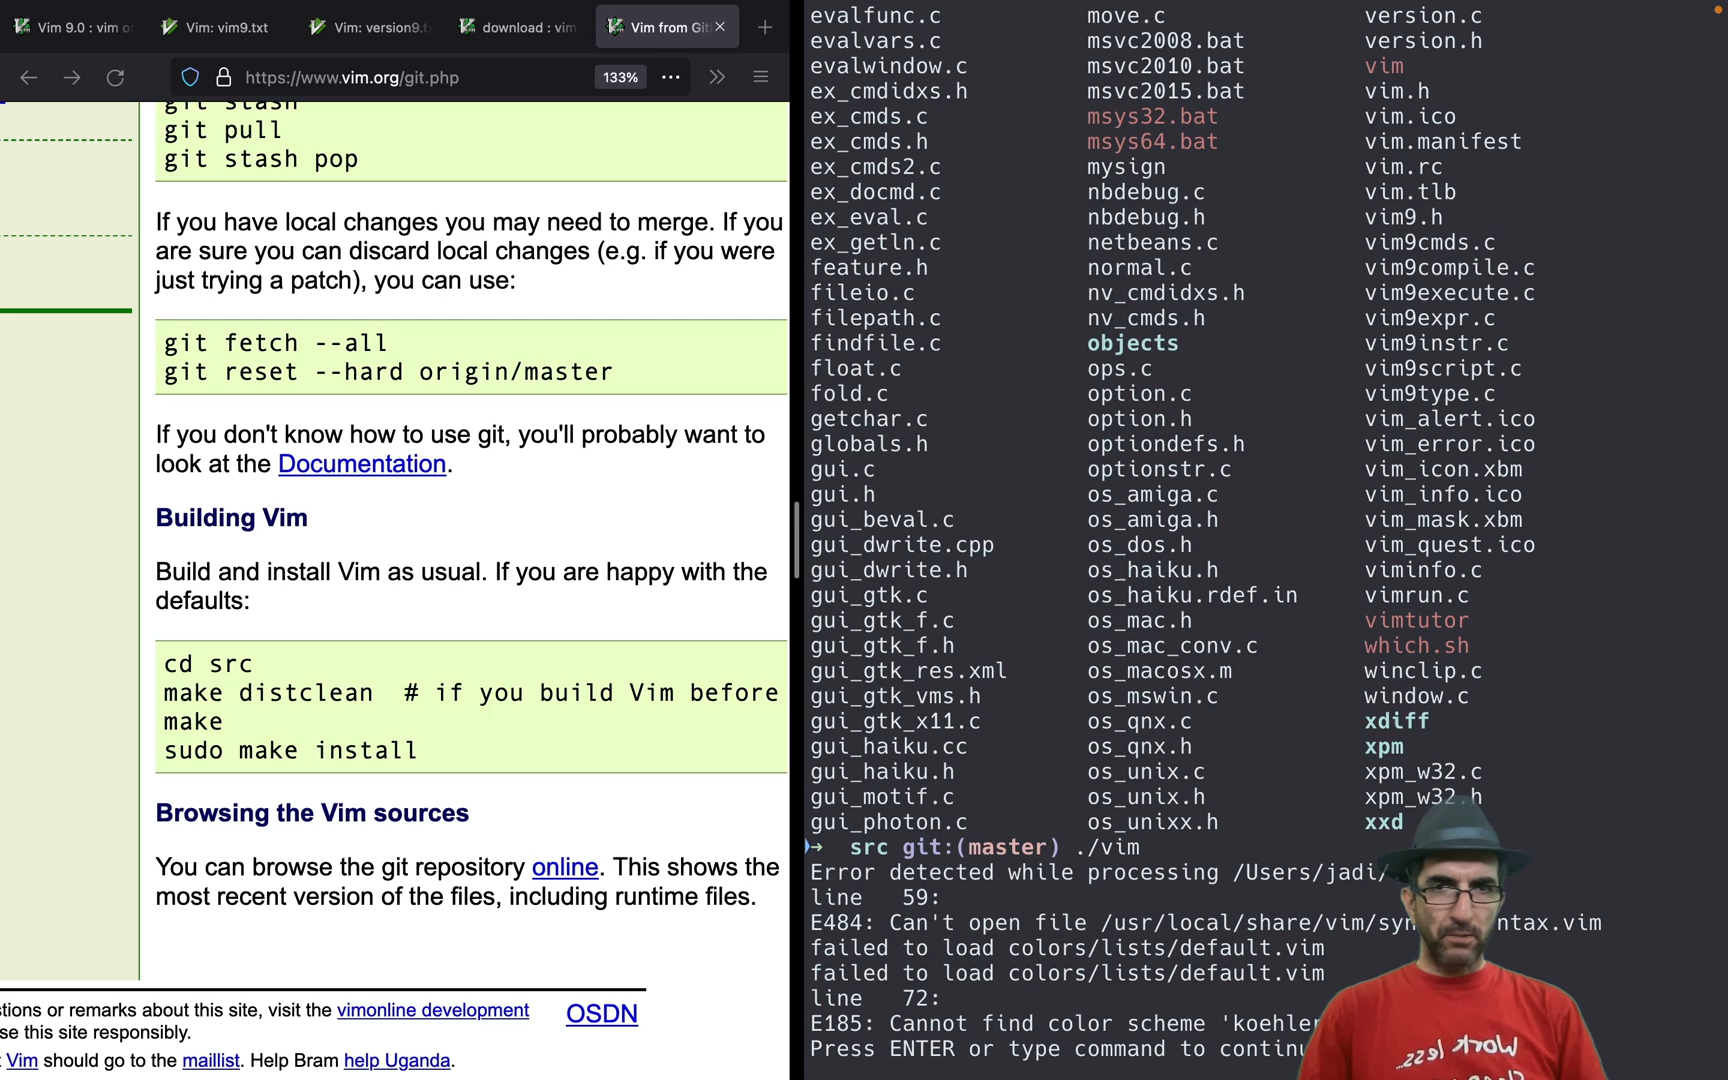 Vim 9.0 : vim or
Vim: vim9.txt
Vim: version9.t
download : vim
Vim from Git
https://www.vim.org/git.php
133%
git stash
git pull
git stash pop
If you have local changes you may need to merge. If you
are sure you can discard local changes (e.g. if you were
just trying a patch), you can use:
git fetch --all
git reset --hard origin/master
If you don't know how to use git, you'll probably want to
look at the Documentation.
Building Vim
Build and install Vim as usual. If you are happy with the
defaults:
cd src
make distclean  # if you build Vim before
make
sudo make install
Browsing the Vim sources
You can browse the git repository online. This shows the
most recent version of the files, including runtime files.
stions or remarks about this site, visit the vimonline development
se this site responsibly.
OSDN
t Vim should go to the maillist. Help Bram help Uganda.
evalfunc.c move.c version.c
evalvars.c msvc2008.bat version.h
evalwindow.c msvc2010.bat vim
ex_cmdidxs.h msvc2015.bat vim.h
ex_cmds.c msys32.bat vim.ico
ex_cmds.h msys64.bat vim.manifest
ex_cmds2.c mysign vim.rc
ex_docmd.c nbdebug.c vim.tlb
ex_eval.c nbdebug.h vim9.h
ex_getln.c netbeans.c vim9cmds.c
feature.h normal.c vim9compile.c
fileio.c nv_cmdidxs.h vim9execute.c
filepath.c nv_cmds.h vim9expr.c
findfile.c objects vim9instr.c
float.c ops.c vim9script.c
fold.c option.c vim9type.c
getchar.c option.h vim_alert.ico
globals.h optiondefs.h vim_error.ico
gui.c optionstr.c vim_icon.xbm
gui.h os_amiga.c vim_info.ico
gui_beval.c os_amiga.h vim_mask.xbm
gui_dwrite.cpp os_dos.h vim_quest.ico
gui_dwrite.h os_haiku.h viminfo.c
gui_gtk.c os_haiku.rdef.in vimrun.c
gui_gtk_f.c os_mac.h vimtutor
gui_gtk_f.h os_mac_conv.c which.sh
gui_gtk_res.xml os_macosx.m winclip.c
gui_gtk_vms.h os_mswin.c window.c
gui_gtk_x11.c os_qnx.c xdiff
gui_haiku.cc os_qnx.h xpm
gui_haiku.h os_unix.c xpm_w32.c
gui_motif.c os_unix.h xpm_w32.h
gui_photon.c os_unixx.h xxd
→ src git:(master) ./vim
Error detected while processing /Users/jadi/
line   59:
E484: Can't open file /usr/local/share/vim/syn ntax.vim
failed to load colors/lists/default.vim
failed to load colors/lists/default.vim
line   72:
E185: Cannot find color scheme 'koehler
Press ENTER or type command to continu
work less